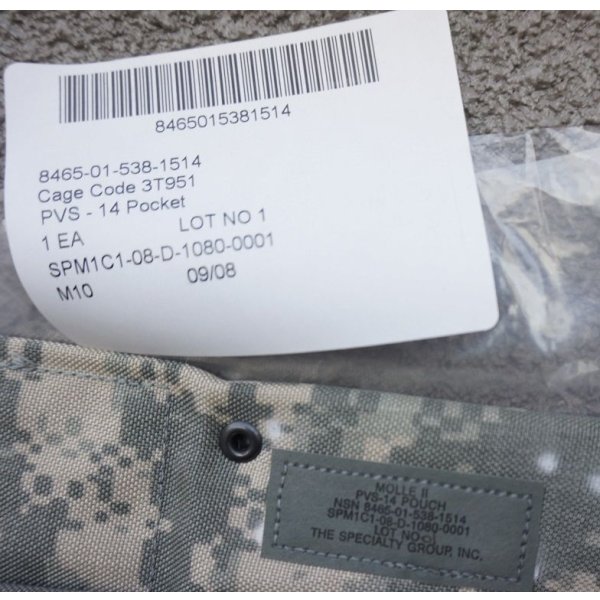 8465015381514
8465-01-538-1514
Cage Code 3T951
PVS - 14 Pocket
1 EA LOT NO 1
SPM1C1-08-D-1080-0001
M10 09/08
MOLLE II
PVS-14 POUCH
NSN 8465-01-538-1514
SPM1C1-08-D-1080-0001
LOT NO
THE SPECIALTY GROUP, INC.